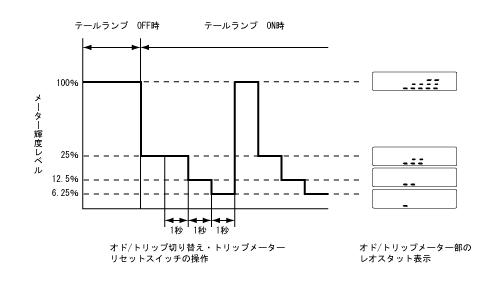 テールランプ OFF時
テールランプ ON時
メーター輝度レベル
100%
25%
12.5%
6.25%
1秒 1秒 1秒
オド/トリップ切り替え・トリップメーター
リセットスイッチの操作
オド/トリップメーター部の
レオスタット表示